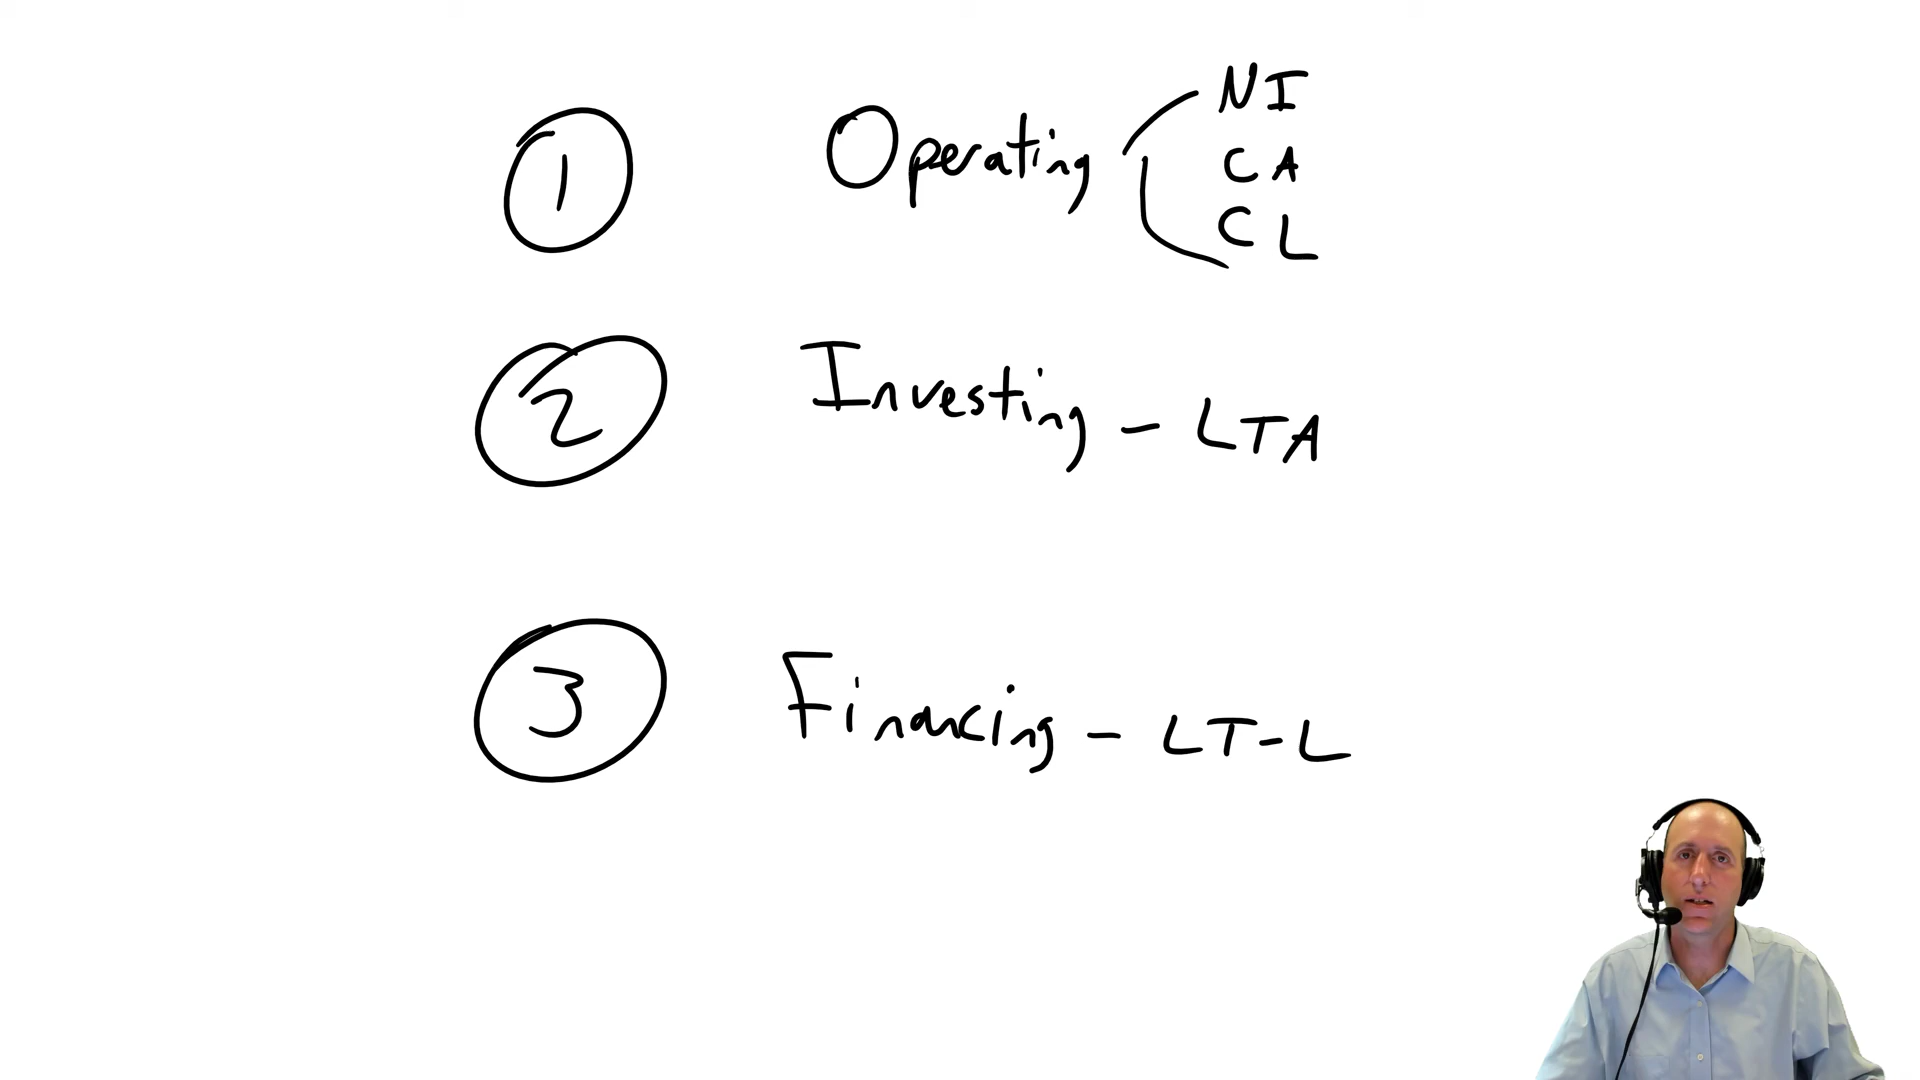 1 Operating NI
CA
CL
2 Investing - LTA
3 Financing - LT-L